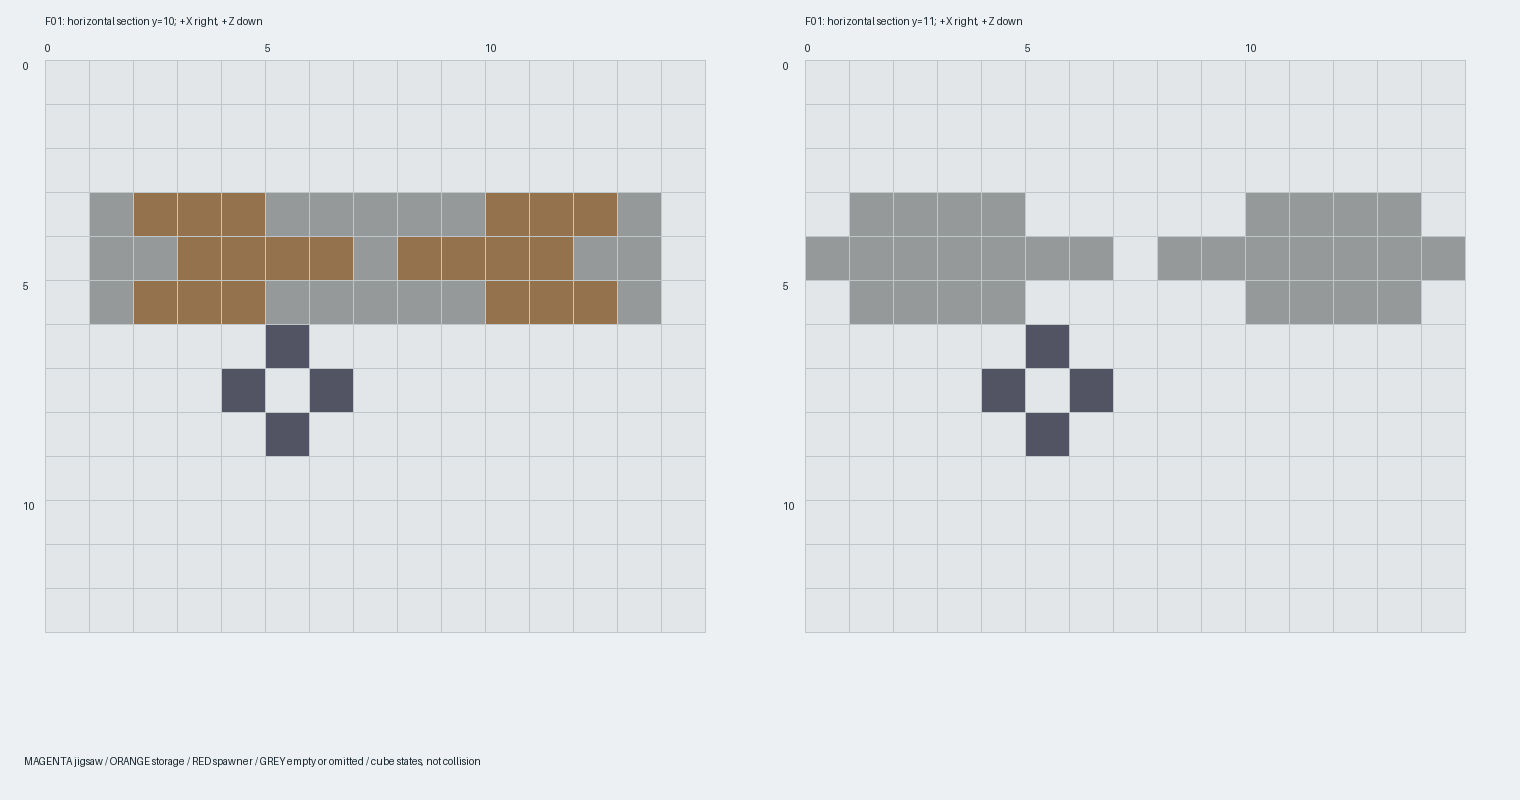 F01: horizontal section y=10; +X right, +Z down
F01: horizontal section y=11; +X right, +Z down
0 5 10
0 5 10
0
0
5
5
10
10
MAGENTA jigsaw / ORANGE storage / RED spawner / GREY empty or omitted / cube states, not collision